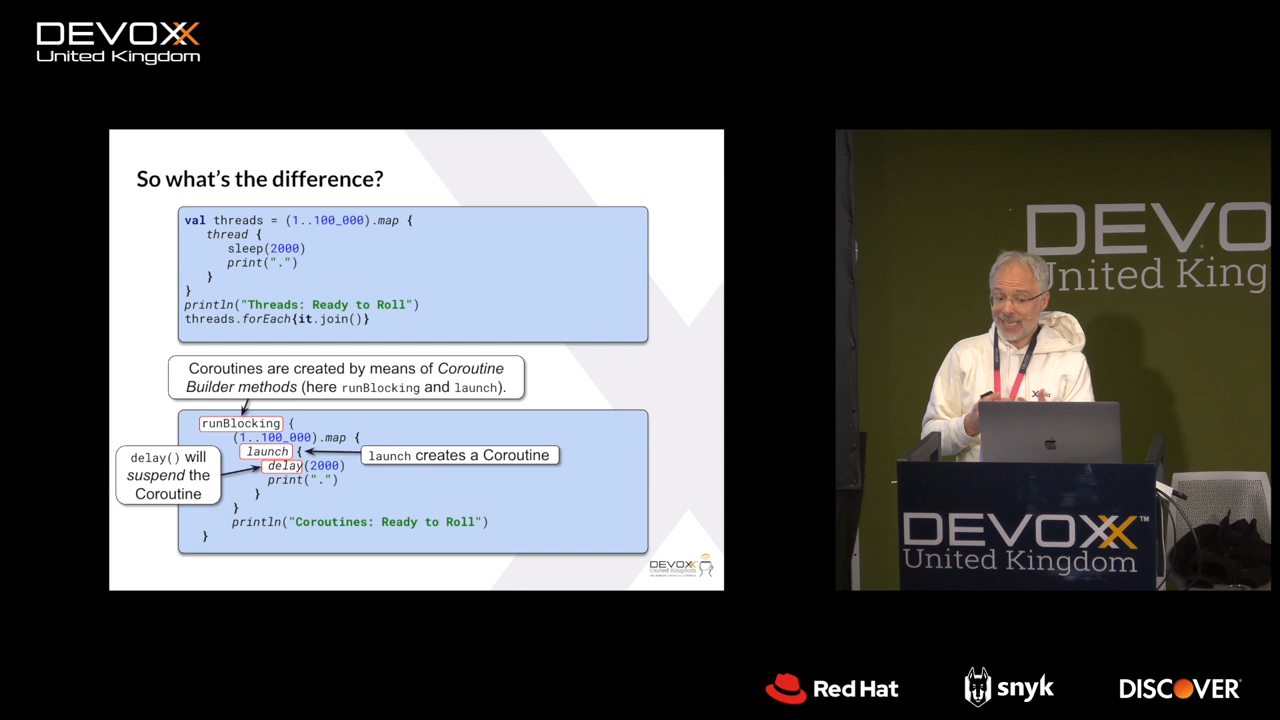 DEVOXX
United Kingdom
So what's the difference?
val threads = (1..100_000).map {
thread {
sleep(2000)
print(".")
}
}
println("Threads: Ready to Roll")
threads.forEach{it.join()}
Coroutines are created by means of Coroutine
Builder methods (here runBlocking and launch).
runBlocking {
(1..100_000).map {
launch {
delay(2000)
print(".")
}
}
println("Coroutines: Ready to Roll")
}
delay() will
suspend the
Coroutine
launch creates a Coroutine
DEVOXX
United Kingdom
DEVO
United King
DEVOXX™
United Kingdom
Red Hat
snyk
DISCOVER